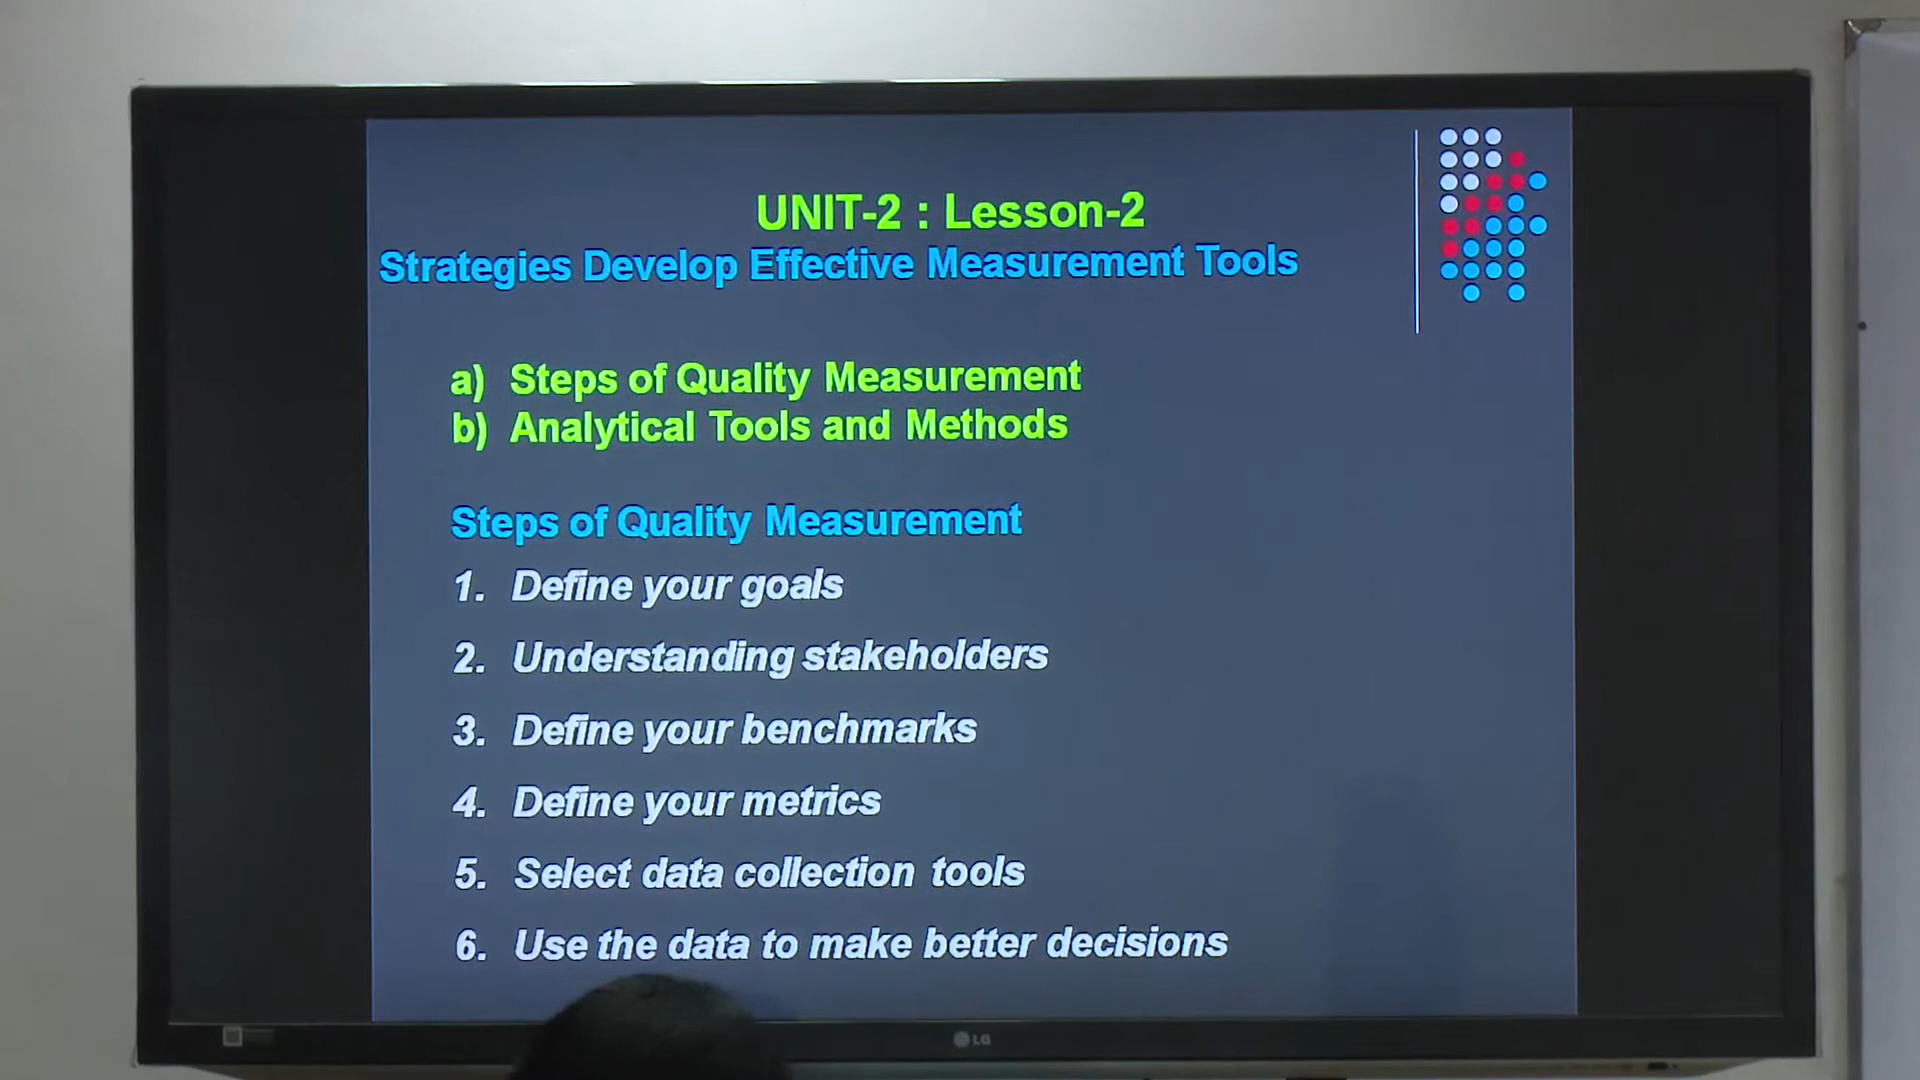 UNIT-2 : Lesson-2
Strategies Develop Effective Measurement Tools
a) Steps of Quality Measurement
b) Analytical Tools and Methods
Steps of Quality Measurement
1. Define your goals
2. Understanding stakeholders
3. Define your benchmarks
4. Define your metrics
5. Select data collection tools
6. Use the data to make better decisions
LG